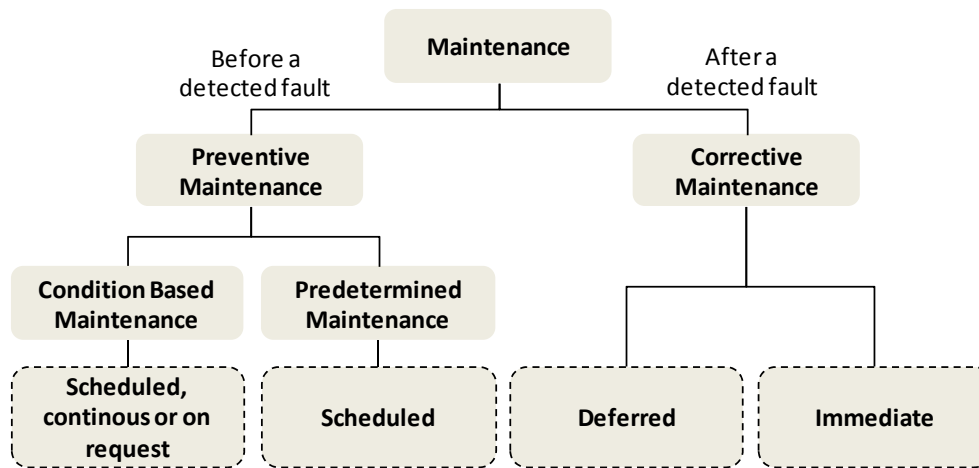 Maintenance
Before a
detected fault
After a
detected fault
Preventive
Maintenance
Corrective
Maintenance
Condition Based
Maintenance
Predetermined
Maintenance
Scheduled,
continous or on
request
Scheduled
Deferred
Immediate